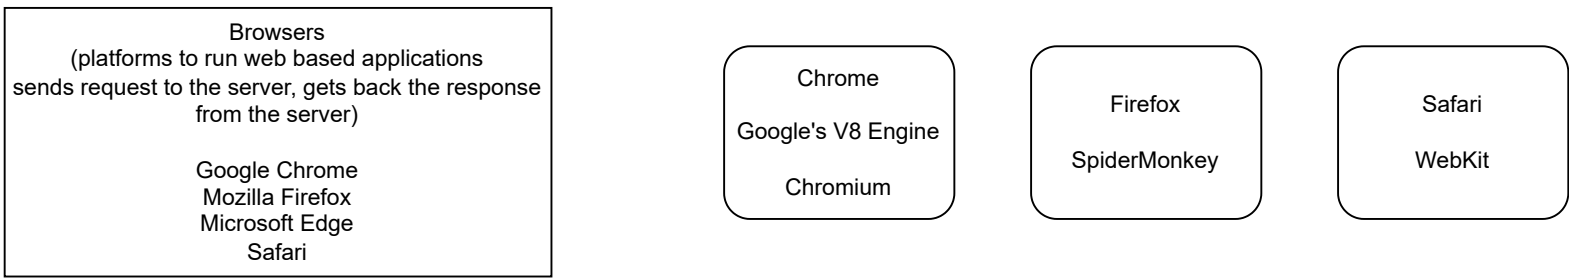 Browsers
(platforms to run web based applications
sends request to the server, gets back the response
from the server)
Google Chrome
Mozilla Firefox
Microsoft Edge
Safari
Chrome
Google's V8 Engine
Chromium
Firefox
SpiderMonkey
Safari
WebKit